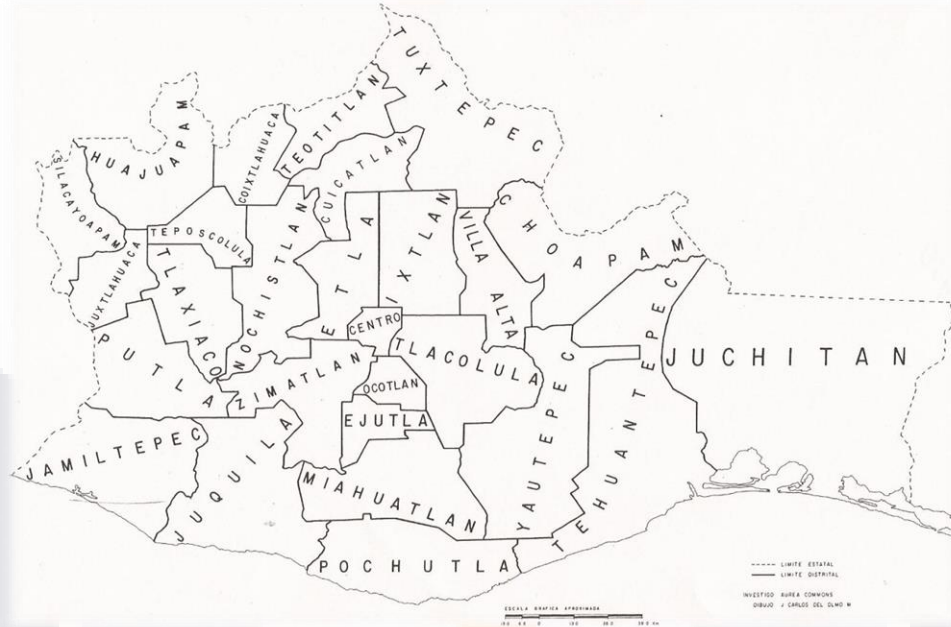 TUXTEPEC
HUAJUAPAM
COIXTLAHUACA
TEOTITLAN
CUICATLAN
SILACAYOAPAM
TEPOSCOLULA
NOCHISTLAN
ETLA
IXTLAN
VILLA ALTA
CHOAPAM
JUXTLAHUACA
TLAXIACO
CENTRO
TLACOLULA
JUCHITAN
PUTLA
ZIMATLAN
OCOTLAN
EJUTLA
YAUTEPEC
TEHUANTEPEC
JAMILTEPEC
JUQUILA
MIAHUATLAN
POCHUTLA
LIMITE ESTATAL
LIMITE DISTRITAL
INVESTIGO AUREA COMMONS
DIBUJO J CARLOS DEL OLMO M
ESCALA GRAFICA APROXIMADA